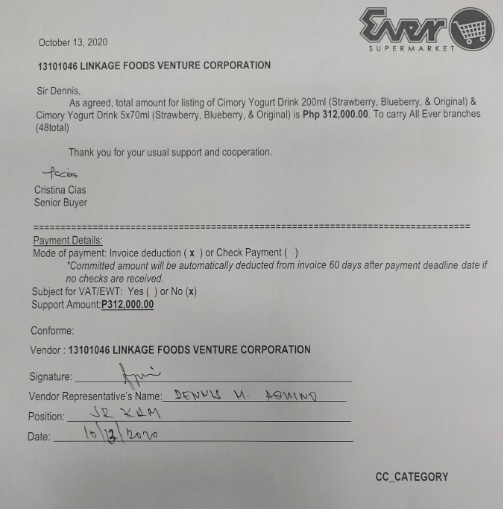 Ever
SUPERMARKET
October 13, 2020
13101046 LINKAGE FOODS VENTURE CORPORATION
Sir Dennis,
As agreed, total amount for listing of Cimory Yogurt Drink 200ml (Strawberry, Blueberry, & Original) &
Cimory Yogurt Drink 5x70ml (Strawberry, Blueberry, & Original) is Php 312,000.00. To carry All Ever branches
(48total)
Thank you for your usual support and cooperation.
Cristina Cias
Senior Buyer
Payment Details:
Mode of payment: Invoice deduction ( x ) or Check Payment ( )
*Committed amount will be automatically deducted from invoice 60 days after payment deadline date if
no checks are received.
Subject for VAT/EWT: Yes ( ) or No (x)
Support Amount:P312,000.00
Conforme:
Vendor : 13101046 LINKAGE FOODS VENTURE CORPORATION
Signature:
Vendor Representative's Name: DENNIS M. AQUINO
Position: JR KAM
Date: 10/13/2020
CC_CATEGORY